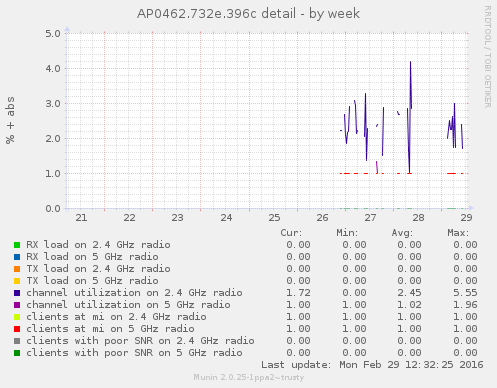 AP0462.732e.396c detail - by week
RRDTOOL / TOBI OETIKER
% + abs
5.0
4.0
3.0
2.0
1.0
0.0
21 22 23 24 25 26 27 28 29
Cur: Min: Avg: Max:
RX load on 2.4 GHz radio 0.00 0.00 0.00 0.00
RX load on 5 GHz radio 0.00 0.00 0.00 0.00
TX load on 2.4 GHz radio 0.00 0.00 0.00 0.00
TX load on 5 GHz radio 0.00 0.00 0.00 0.00
channel utilization on 2.4 GHz radio 1.72 0.00 2.45 5.55
channel utilization on 5 GHz radio 1.00 1.00 1.02 1.96
clients at mi on 2.4 GHz radio 1.00 1.00 1.00 1.00
clients at mi on 5 GHz radio 1.00 1.00 1.00 1.00
clients with poor SNR on 2.4 GHz radio 0.00 0.00 0.00 0.00
clients with poor SNR on 5 GHz radio 0.00 0.00 0.00 0.00
Last update: Mon Feb 29 12:32:25 2016
Munin 2.0.25-1ppa2~trusty